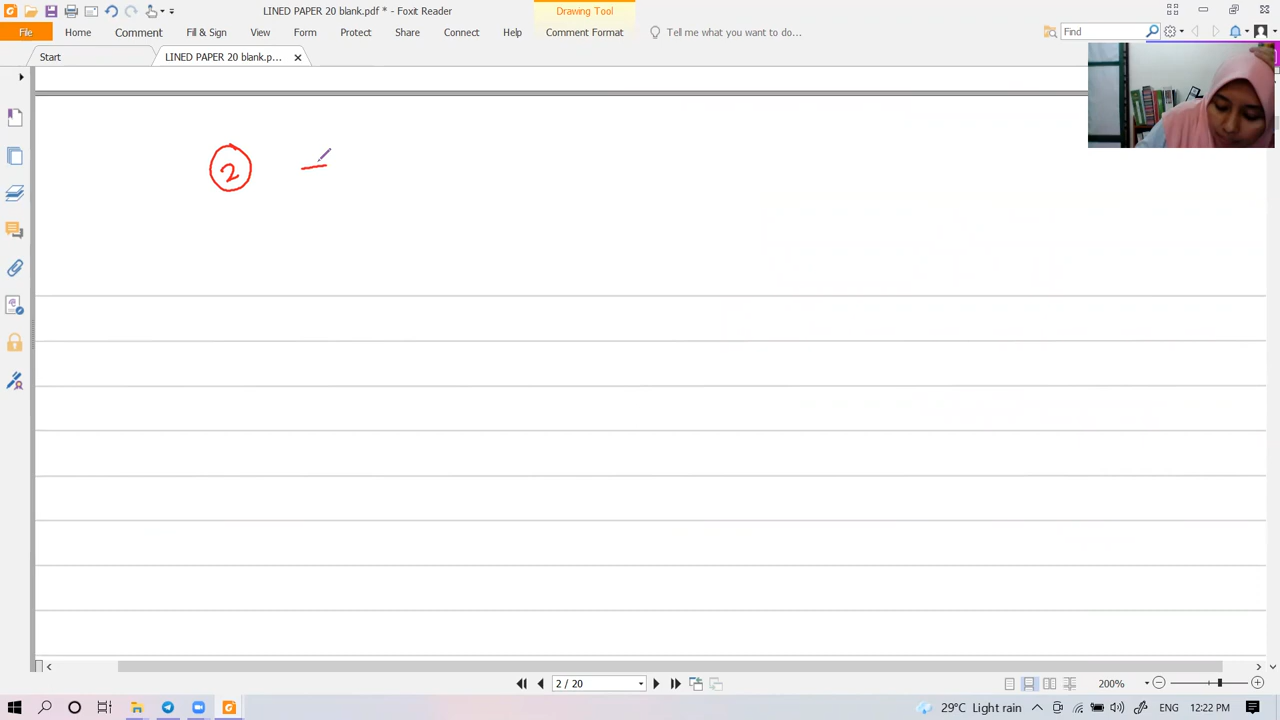 LINED PAPER 20 blank.pdf * - Foxit Reader
Drawing Tool
File Home Comment Fill & Sign View Form Protect Share Connect Help Comment Format Tell me what you want to do... Find
Start LINED PAPER 20 blank.p...
2
2 / 20
200%
29°C Light rain ENG 12:22 PM